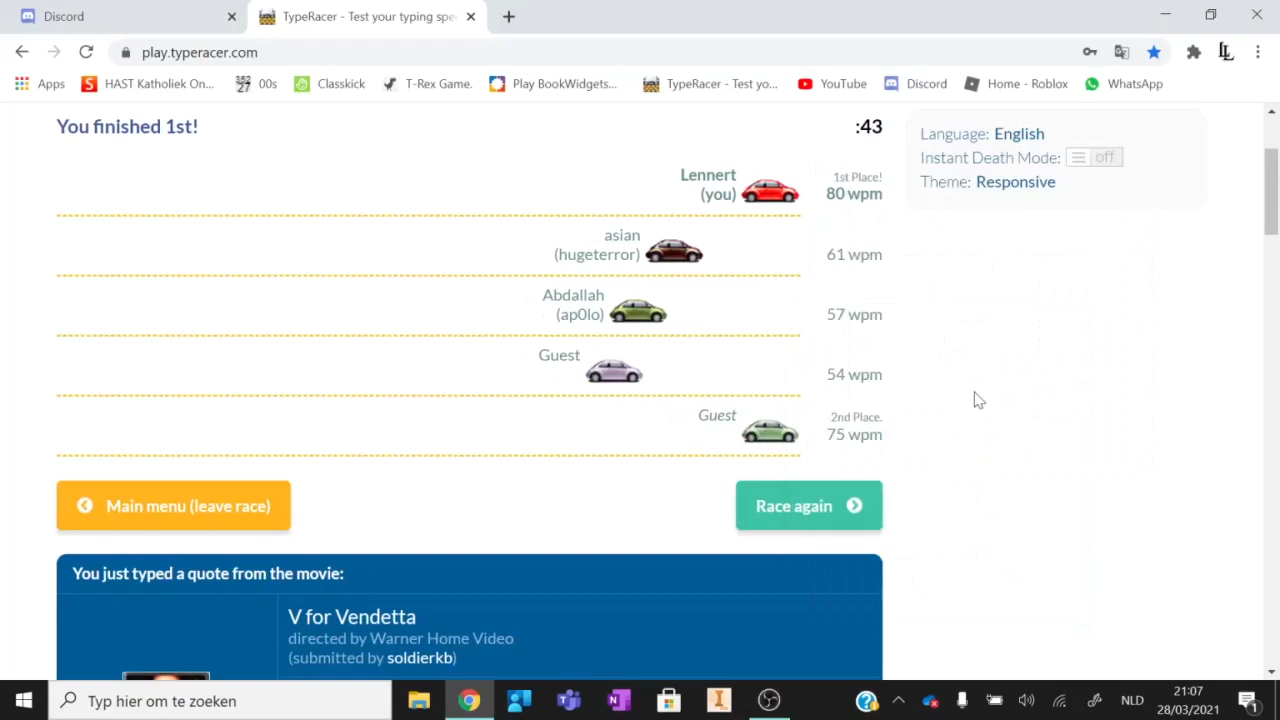 Discord
TypeRacer - Test your typing spe
play.typeracer.com
Apps
HAST Katholiek On...
00s
Classkick
T-Rex Game.
Play BookWidgets...
TypeRacer - Test yo...
YouTube
Discord
Home - Roblox
WhatsApp
You finished 1st!
:43
Language: English
Instant Death Mode: off
Theme: Responsive
Lennert
(you)
1st Place!
80 wpm
asian
(hugeterror)
61 wpm
Abdallah
(ap0lo)
57 wpm
Guest
54 wpm
Guest
2nd Place.
75 wpm
Main menu (leave race)
Race again
You just typed a quote from the movie:
V for Vendetta
directed by Warner Home Video
(submitted by soldierkb)
Typ hier om te zoeken
NLD
21:07
28/03/2021
1